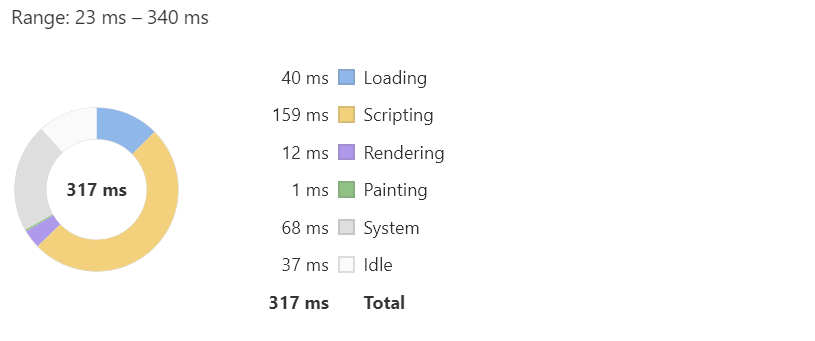 Range: 23 ms – 340 ms
317 ms
40 ms Loading
159 ms Scripting
12 ms Rendering
1 ms Painting
68 ms System
37 ms Idle
317 ms Total